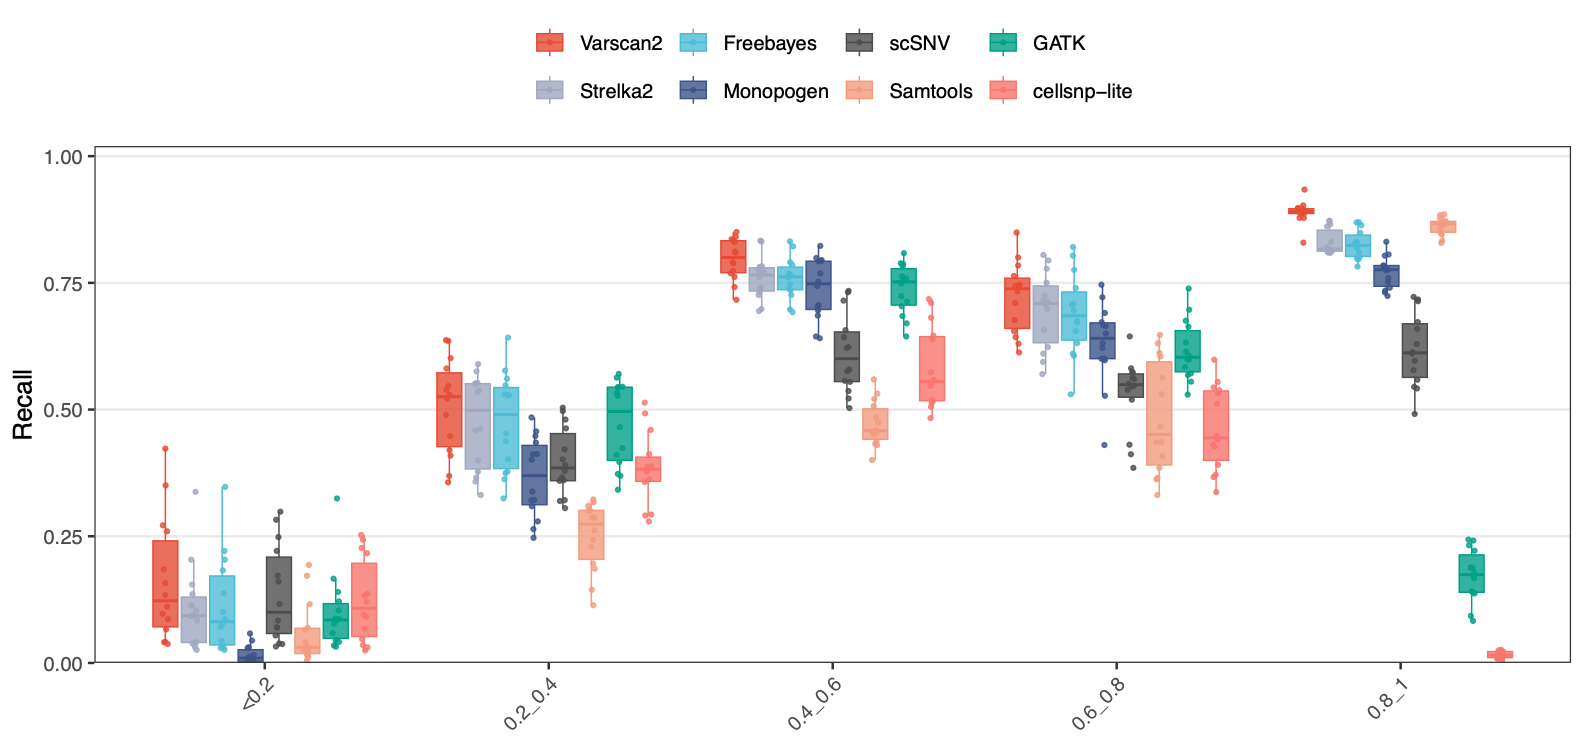 Varscan2 Freebayes scSNV GATK
Strelka2 Monopogen Samtools cellsnp−lite
1.00
0.75
0.50
0.25
0.00
Recall
<0.2 0.2_0.4 0.4_0.6 0.6_0.8 0.8_1